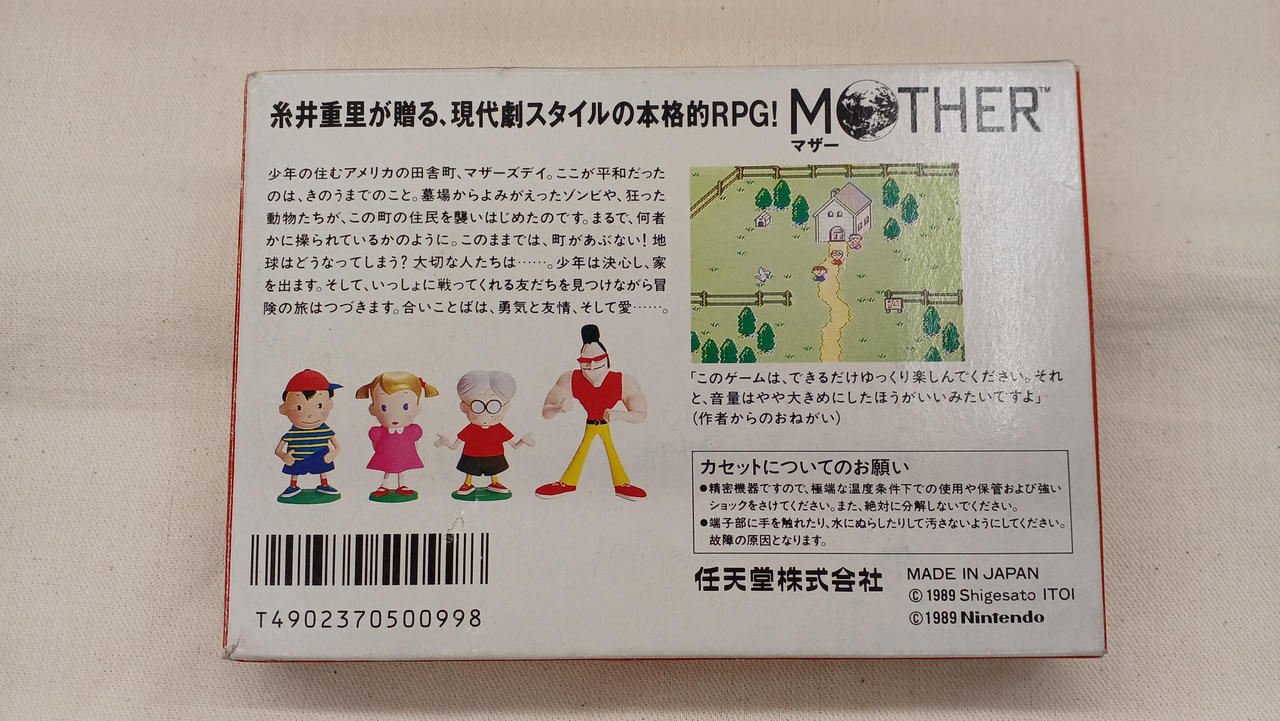 糸井重里が贈る、現代劇スタイルの本格的RPG!
MOTHER™
マザー
少年の住むアメリカの田舎町、マザーズデイ。ここが平和だった
のは、きのうまでのこと。墓場からよみがえったゾンビや、狂った
動物たちが、この町の住民を襲いはじめたのです。まるで、何者
かに操られているかのように。このままでは、町があぶない!地
球はどうなってしまう?大切な人たちは……。少年は決心し、家
を出ます。そして、いっしょに戦ってくれる友だちを見つけながら冒
険の旅はつづきます。合いことばは、勇気と友情、そして愛……。
「このゲームは、できるだけゆっくり楽しんでください。それ
と、音量はやや大きめにしたほうがいいみたいですよ」
(作者からのおねがい)
カセットについてのお願い
●精密機器ですので、極端な温度条件下での使用や保管および強い
ショックをさけてください。また、絶対に分解しないでください。
●端子部に手を触れたり、水にぬらしたりして汚さないようにしてください。
故障の原因となります。
任天堂株式会社
MADE IN JAPAN
©1989 Shigesato ITOI
©1989 Nintendo
T4902370500998